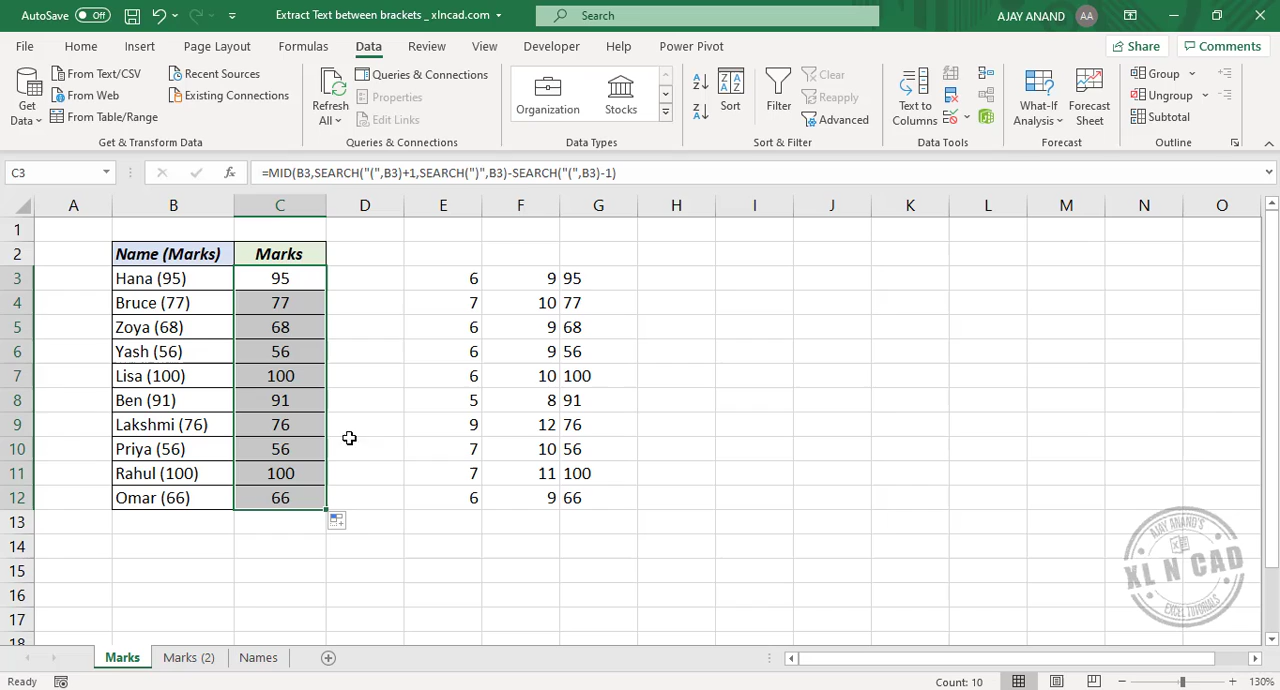 AutoSave Off Extract Text between brackets _ xlncad.com Search AJAY ANAND AA
File Home Insert Page Layout Formulas Data Review View Developer Help Power Pivot Share Comments
Get Data
From Text/CSV
From Web
From Table/Range
Recent Sources
Existing Connections
Get & Transform Data
Refresh All
Queries & Connections
Properties
Edit Links
Queries & Connections
Organization
Stocks
Data Types
Sort
Filter
Clear
Reapply
Advanced
Sort & Filter
Text to Columns
Data Tools
What-If Analysis
Forecast Sheet
Forecast
Group
Ungroup
Subtotal
Outline
C3 fx =MID(B3,SEARCH("(",B3)+1,SEARCH(")",B3)-SEARCH("(",B3)-1)
A B C D E F G H I J K L M N O
1
2 Name (Marks) Marks
3 Hana (95) 95 6 9 95
4 Bruce (77) 77 7 10 77
5 Zoya (68) 68 6 9 68
6 Yash (56) 56 6 9 56
7 Lisa (100) 100 6 10 100
8 Ben (91) 91 5 8 91
9 Lakshmi (76) 76 9 12 76
10 Priya (56) 56 7 10 56
11 Rahul (100) 100 7 11 100
12 Omar (66) 66 6 9 66
13
14
15
16
17
18
AJAY ANAND'S
XL N CAD
EXCEL TUTORIALS
Marks Marks (2) Names
Ready Count: 10 130%